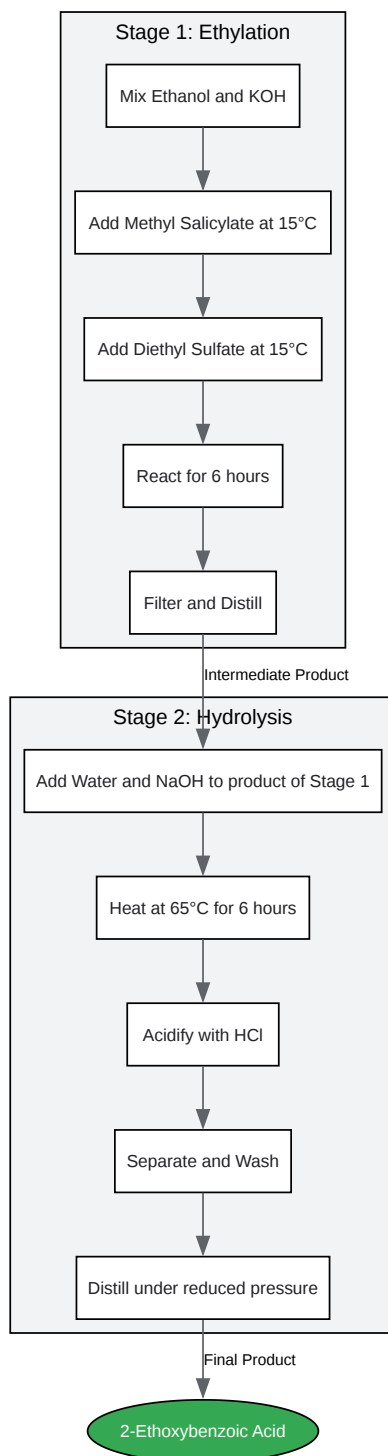 Stage 1: Ethylation
Mix Ethanol and KOH
Add Methyl Salicylate at 15°C
Add Diethyl Sulfate at 15°C
React for 6 hours
Filter and Distill
Intermediate Product
Stage 2: Hydrolysis
Add Water and NaOH to product of Stage 1
Heat at 65°C for 6 hours
Acidify with HCl
Separate and Wash
Distill under reduced pressure
Final Product
2-Ethoxybenzoic Acid